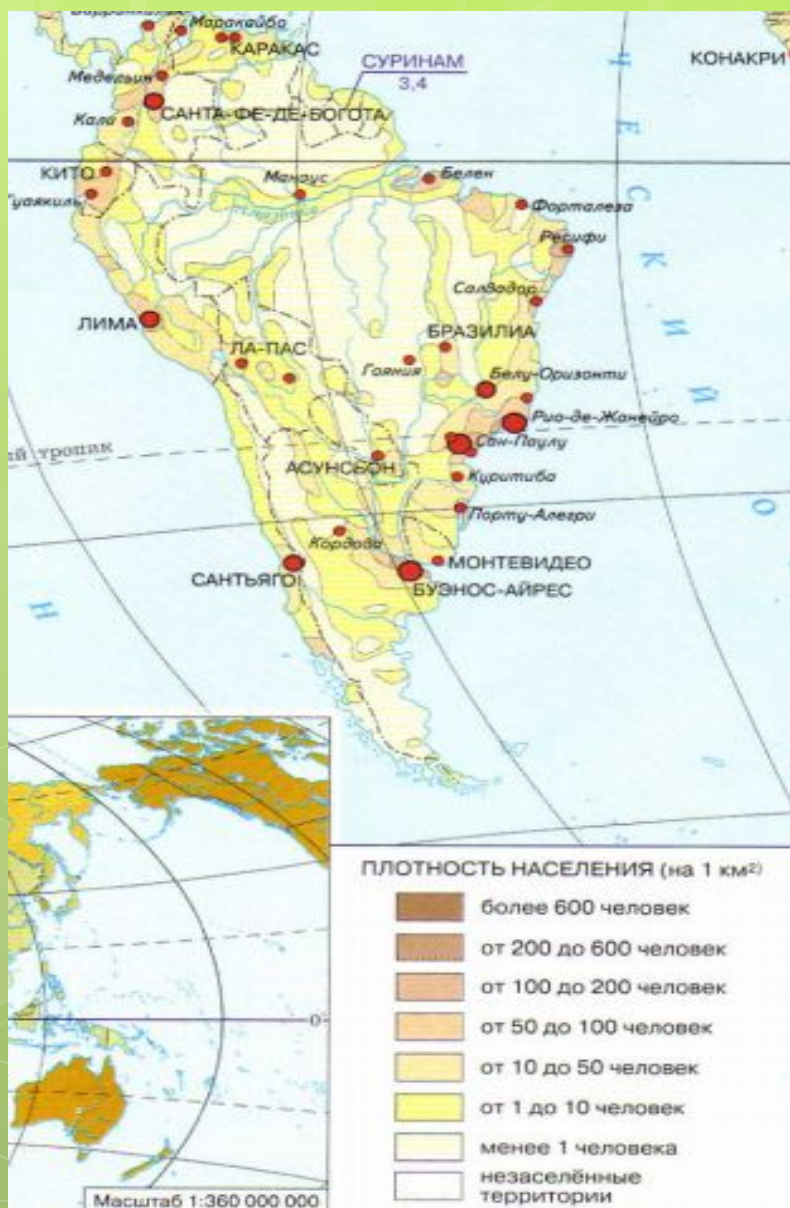 Маракайбо
КАРАКАС
СУРИНАМ
3,4
КОНАКРИ
Медельин
САНТА-ФЕ-ДЕ-БОГОТА
Кали
КИТО
Гуаякиль
Манаус
Белен
Форталеза
Ресифи
Салвадор
ЛИМА
ЛА-ПАС
БРАЗИЛИА
Гояния
Белу-Оризонти
Рио-де-Жанейро
Сан-Паулу
ый тропик
АСУНСЬОН
Куритиба
Порту-Алегри
Кордова
МОНТЕВИДЕО
САНТЬЯГО
БУЭНОС-АЙРЕС
Ч Е С К И Й
О
Н
ПЛОТНОСТЬ НАСЕЛЕНИЯ (на 1 км²)
более 600 человек
от 200 до 600 человек
от 100 до 200 человек
от 50 до 100 человек
от 10 до 50 человек
от 1 до 10 человек
менее 1 человека
незаселённые
территории
0°
Масштаб 1:360 000 000